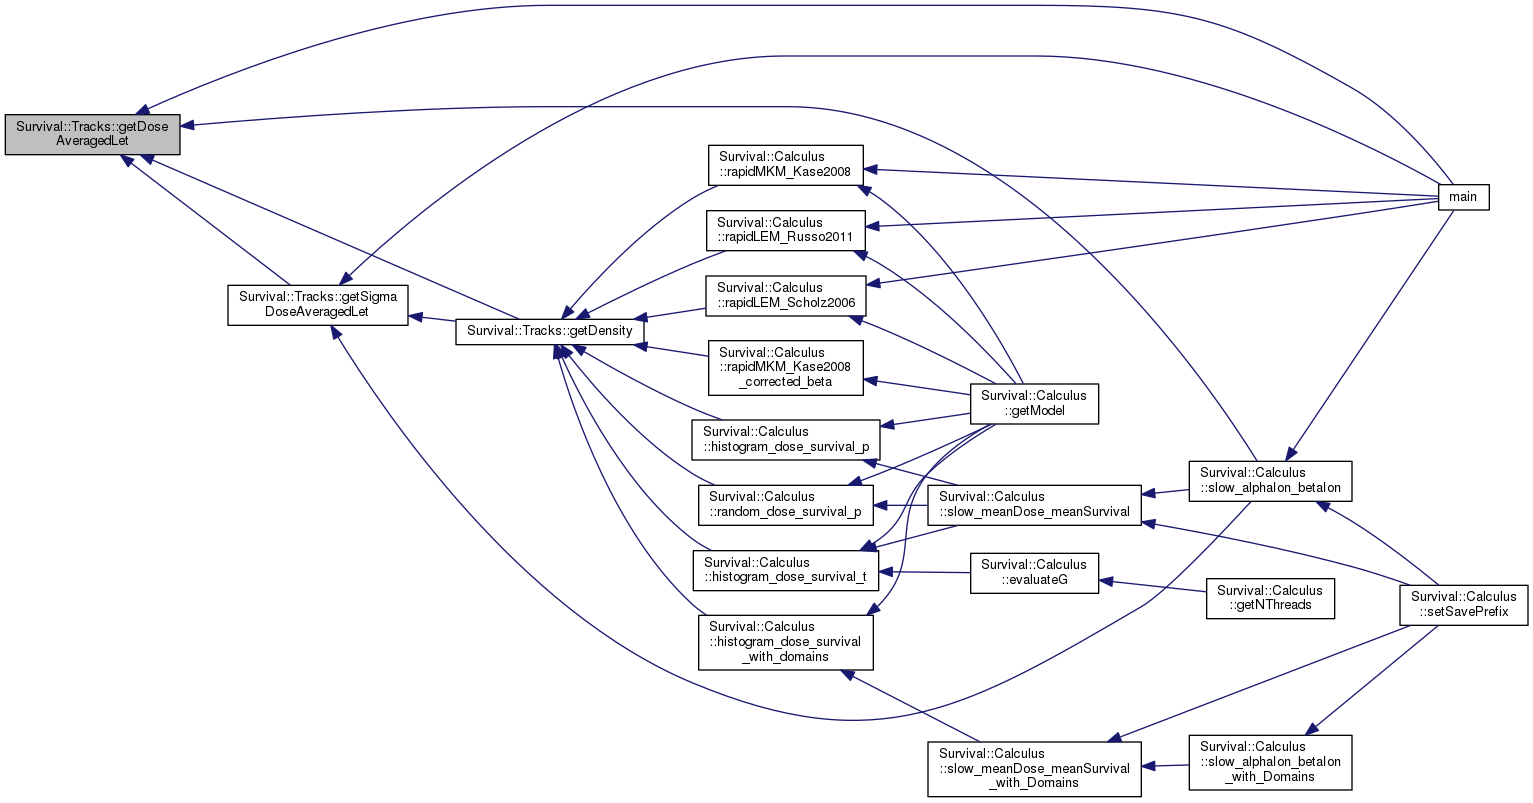 Survival::Tracks::getDose
AveragedLet
Survival::Tracks::getSigma
DoseAveragedLet
Survival::Tracks::getDensity
Survival::Calculus
::rapidMKM_Kase2008
Survival::Calculus
::rapidLEM_Russo2011
Survival::Calculus
::rapidLEM_Scholz2006
Survival::Calculus
::rapidMKM_Kase2008
_corrected_beta
Survival::Calculus
::histogram_dose_survival_p
Survival::Calculus
::random_dose_survival_p
Survival::Calculus
::histogram_dose_survival_t
Survival::Calculus
::histogram_dose_survival
_with_domains
Survival::Calculus
::getModel
Survival::Calculus
::slow_meanDose_meanSurvival
Survival::Calculus
::evaluateG
Survival::Calculus
::slow_meanDose_meanSurvival
_with_Domains
main
Survival::Calculus
::slow_alphaIon_betaIon
Survival::Calculus
::getNThreads
Survival::Calculus
::slow_alphaIon_betaIon
_with_Domains
Survival::Calculus
::setSavePrefix